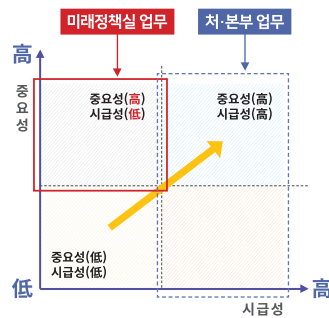 미래정책실 업무
처·본부 업무
高
중요성
중요성(高)
시급성(低)
중요성(高)
시급성(高)
중요성(低)
시급성(低)
低
高
시급성